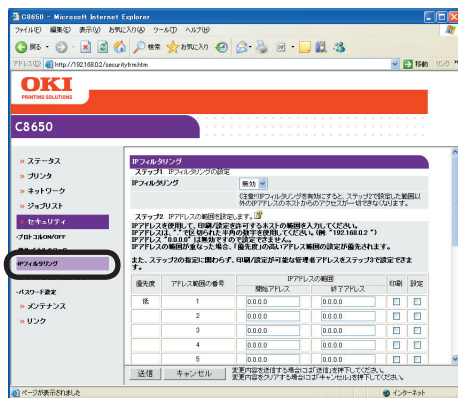 C8650 - Microsoft Internet Explorer
ファイル(F) 編集(E) 表示(V) お気に入り(A) ツール(T) ヘルプ(H)
戻る 検索 お気に入り
アドレス(D) http://192.168.0.2/securityfrm.htm 移動 リンク »
OKI
PRINTING SOLUTIONS
C8650
» ステータス
» プリンタ
» ネットワーク
» ジョブリスト
» セキュリティ
-プロトコルON/OFF
IPフィルタリング
-パスワード設定
» メンテナンス
» リンク
IPフィルタリング
ステップ1. IPフィルタリングの設定
IPフィルタリング 無効
(注意)IPフィルタリングを有効にすると、ステップ2で設定した範囲以
外のIPアドレスのホストからのアクセスが一切できなくなります。
ステップ2. IPアドレスの範囲を設定します。
IPアドレスを使用して、印刷/設定を許可するホストの範囲を入力してください。
IPアドレスは、"."で区切られた半角の数字を使用してください。(例 "192.168.0.2")
IPアドレス "0.0.0.0" は無効ですので設定できません。
IPアドレスの範囲が重なった場合、「優先度」の高いアドレス範囲の設定が優先されます。
また、ステップ2の指定に関わらず、印刷/設定が可能な管理者アドレスをステップ3で設定できま
す。
優先度 アドレス範囲の番号 IPアドレスの範囲 印刷 設定
開始アドレス 終了アドレス
低 1 0.0.0.0 0.0.0.0
2 0.0.0.0 0.0.0.0
3 0.0.0.0 0.0.0.0
4 0.0.0.0 0.0.0.0
5 0.0.0.0 0.0.0.0
送信 キャンセル
変更内容を送信する場合には「送信」を押下してください。
変更内容をクリアする場合には「キャンセル」を押下してください。
ページが表示されました インターネット